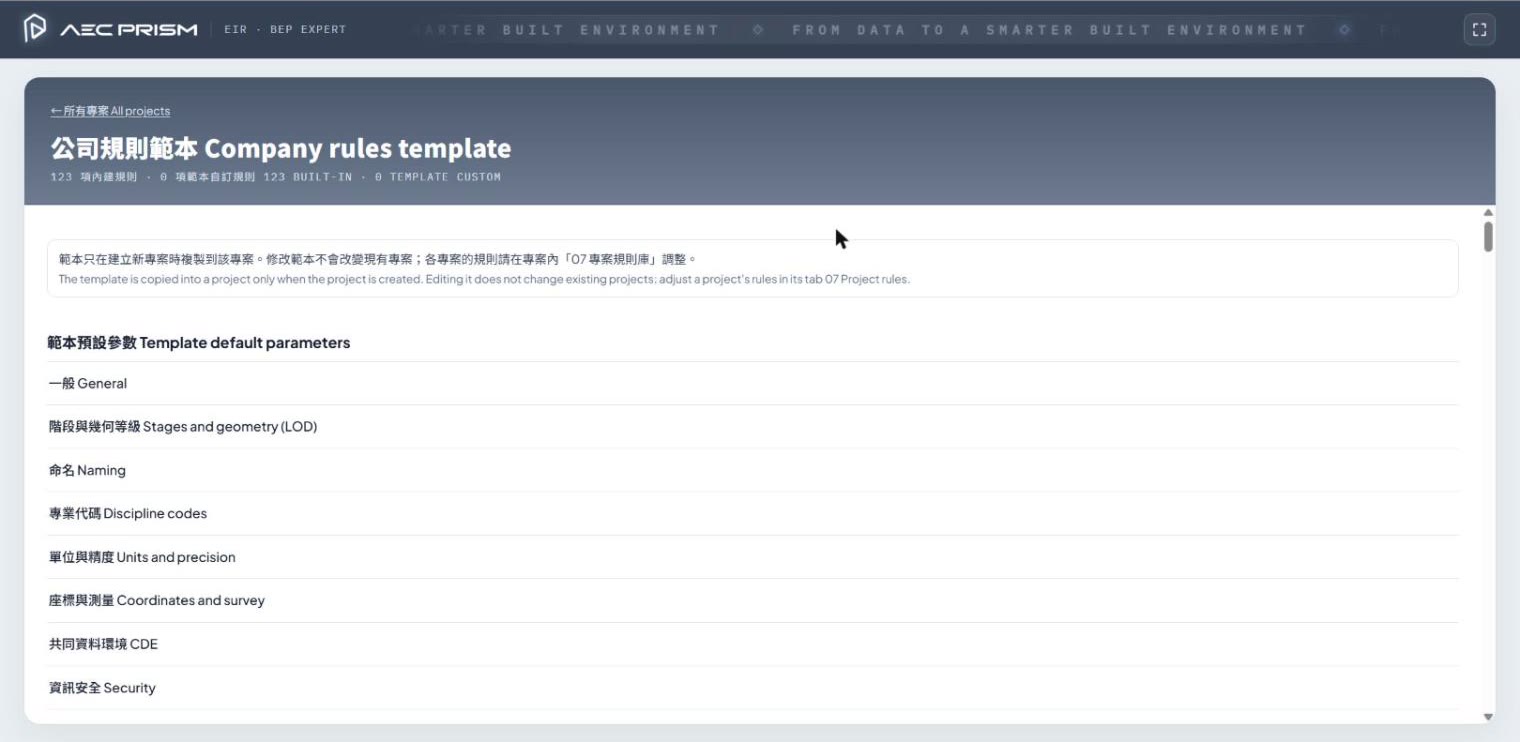 AEC PRISM
EIR · BEP EXPERT
ARTER BUILT ENVIRONMENT ◇ FROM DATA TO A SMARTER BUILT ENVIRONMENT ◇
←所有專案 All projects
公司規則範本 Company rules template
123 項內建規則 · 0 項範本自訂規則 123 BUILT-IN · 0 TEMPLATE CUSTOM
範本只在建立新專案時複製到該專案。修改範本不會改變現有專案；各專案的規則請在專案內「07 專案規則庫」調整。
The template is copied into a project only when the project is created. Editing it does not change existing projects; adjust a project's rules in its tab 07 Project rules.
範本預設參數 Template default parameters
一般 General
階段與幾何等級 Stages and geometry (LOD)
命名 Naming
專業代碼 Discipline codes
單位與精度 Units and precision
座標與測量 Coordinates and survey
共同資料環境 CDE
資訊安全 Security